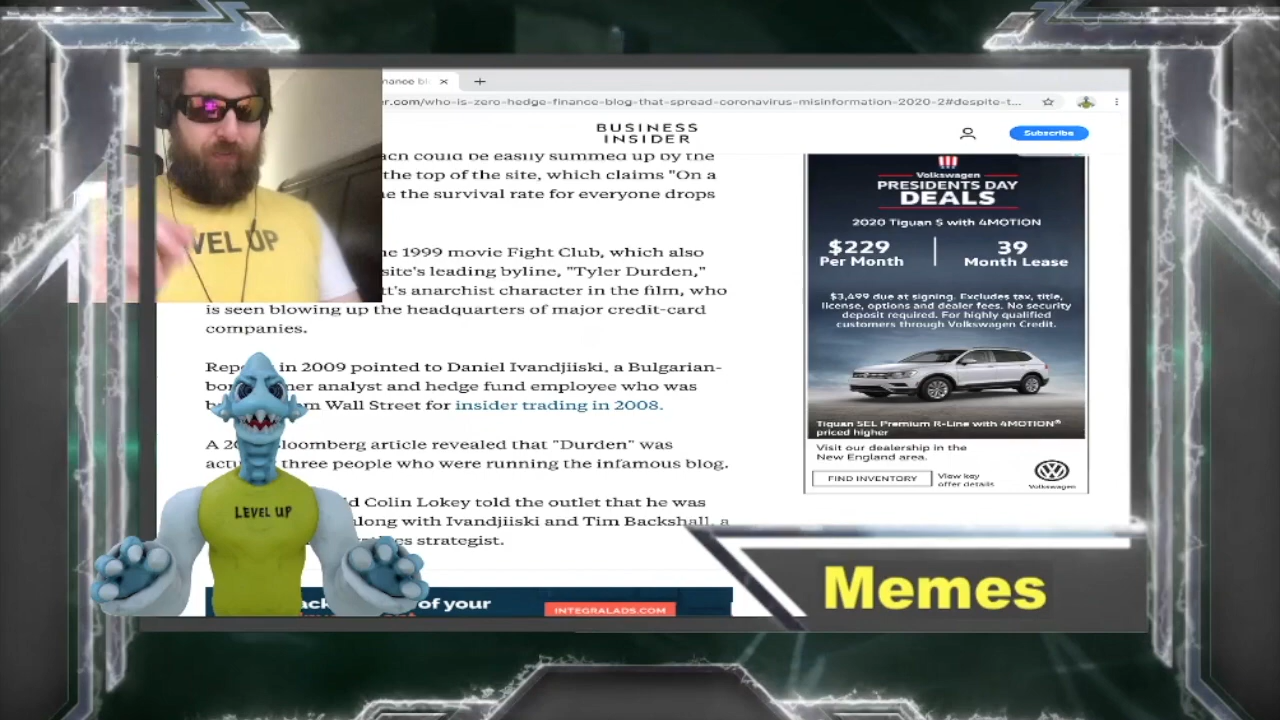 nance bl
r.com/who-is-zero-hedge-finance-blog-that-spread-coronavirus-misinformation-2020-2#despite-t...
BUSINESS
INSIDER
Subscribe
could be easily summed up by the
the top of the site, which claims "On a
the survival rate for everyone drops
1999 movie Fight Club, which also
site's leading byline, "Tyler Durden,"
tt's anarchist character in the film, who
is seen blowing up the headquarters of major credit-card
companies.
in 2009 pointed to Daniel Ivandjiiski, a Bulgarian-
analyst and hedge fund employee who was
m Wall Street for insider trading in 2008.
A loomberg article revealed that "Durden" was
three people who were running the infamous blog.
d Colin Lokey told the outlet that he was
along with Ivandjiiski and Tim Backshall, a
strategist.
of your
INTEGRALADS.COM
VEL UP
LEVEL UP
Volkswagen
PRESIDENTS DAY
DEALS
2020 Tiguan S with 4MOTION
$229
Per Month
39
Month Lease
$3,499 due at signing. Excludes tax, title,
license, options and dealer fees. No security
deposit required. For highly qualified
customers through Volkswagen Credit.
Tiguan SEL Premium R-Line with 4MOTION®
priced higher
Visit our dealership in the
New England area.
FIND INVENTORY
View key
offer details
Volkswagen
Memes